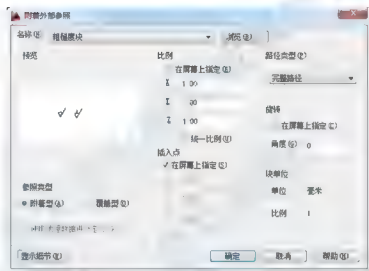 附着外部参照
名称(N) 粗糙度块 浏览(B)
预览 比例 路径类型(P)
在屏幕上指定(E)
完整路径
X 1.00
Y .00
旋转
Z 1.00
在屏幕上指定(C)
统一比例(U)
角度(G) 0
插入点
✓ 在屏幕上指定(S)
块单位
参照类型
单位 毫米
附着型(A) 覆盖型(O)
比例 1
显示细节(D) 确定 取消 帮助(H)